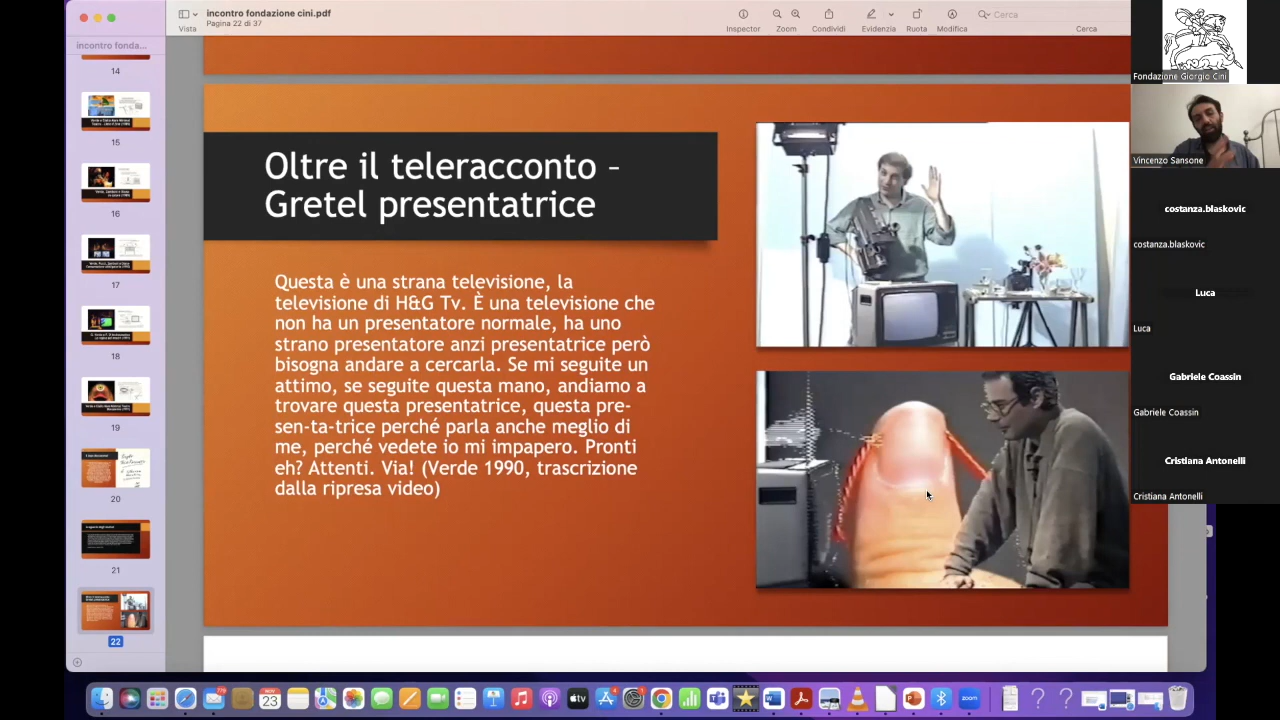 incontro fondazione cini.pdf
Pagina 22 di 37
Vista
Inspector
Zoom
Condividi
Evidenzia
Ruota
Modifica
Cerca
Cerca
incontro fonda...
14
15
16
17
18
19
20
21
22
Oltre il teleracconto –
Gretel presentatrice
Questa è una strana televisione, la
televisione di H&G Tv. È una televisione che
non ha un presentatore normale, ha uno
strano presentatore anzi presentatrice però
bisogna andare a cercarla. Se mi seguite un
attimo, se seguite questa mano, andiamo a
trovare questa presentatrice, questa pre-
sen-ta-trice perché parla anche meglio di
me, perché vedete io mi impapero. Pronti
eh? Attenti. Via! (Verde 1990, trascrizione
dalla ripresa video)
Fondazione Giorgio Cini
Vincenzo Sansone
costanza.blaskovic
costanza.blaskovic
Luca
Luca
Gabriele Coassin
Gabriele Coassin
Cristiana Antonelli
Cristiana Antonelli
NOV
23
tv
zoom